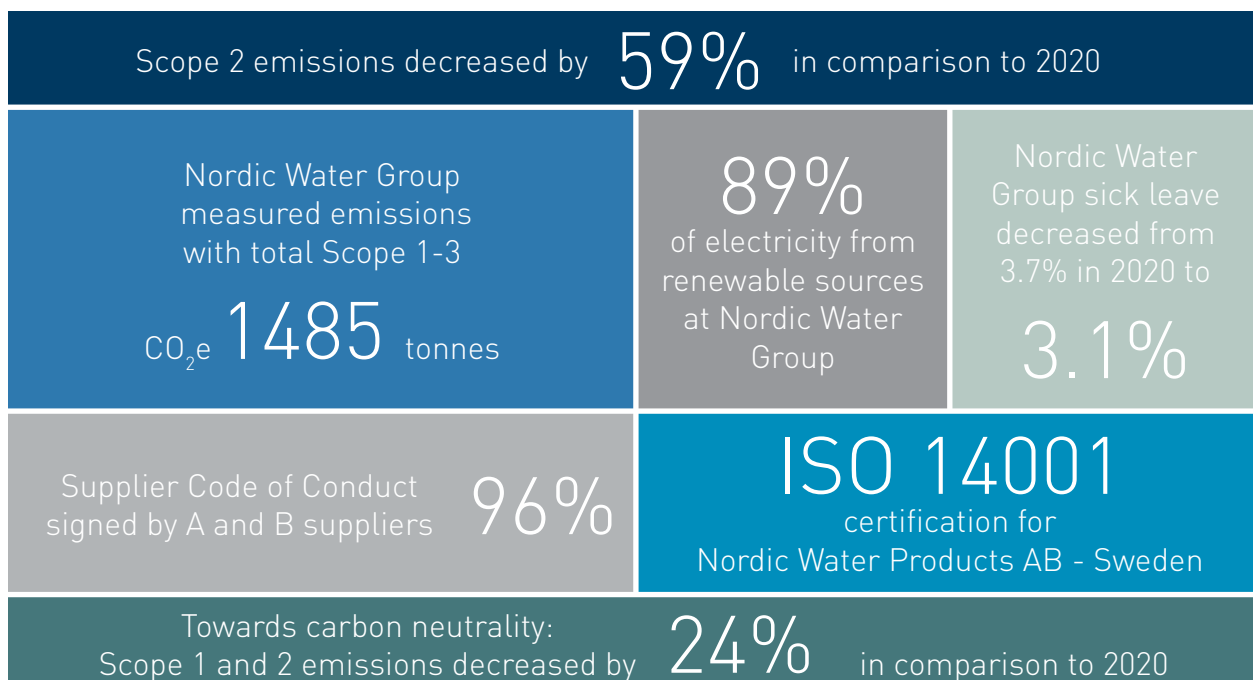 Scope 2 emissions decreased by 59% in comparison to 2020
Nordic Water Group
measured emissions
with total Scope 1-3
CO₂e 1485 tonnes
89%
of electricity from
renewable sources
at Nordic Water
Group
Nordic Water
Group sick leave
decreased from
3.7% in 2020 to
3.1%
Supplier Code of Conduct
signed by A and B suppliers 96%
ISO 14001
certification for
Nordic Water Products AB - Sweden
Towards carbon neutrality:
Scope 1 and 2 emissions decreased by 24% in comparison to 2020